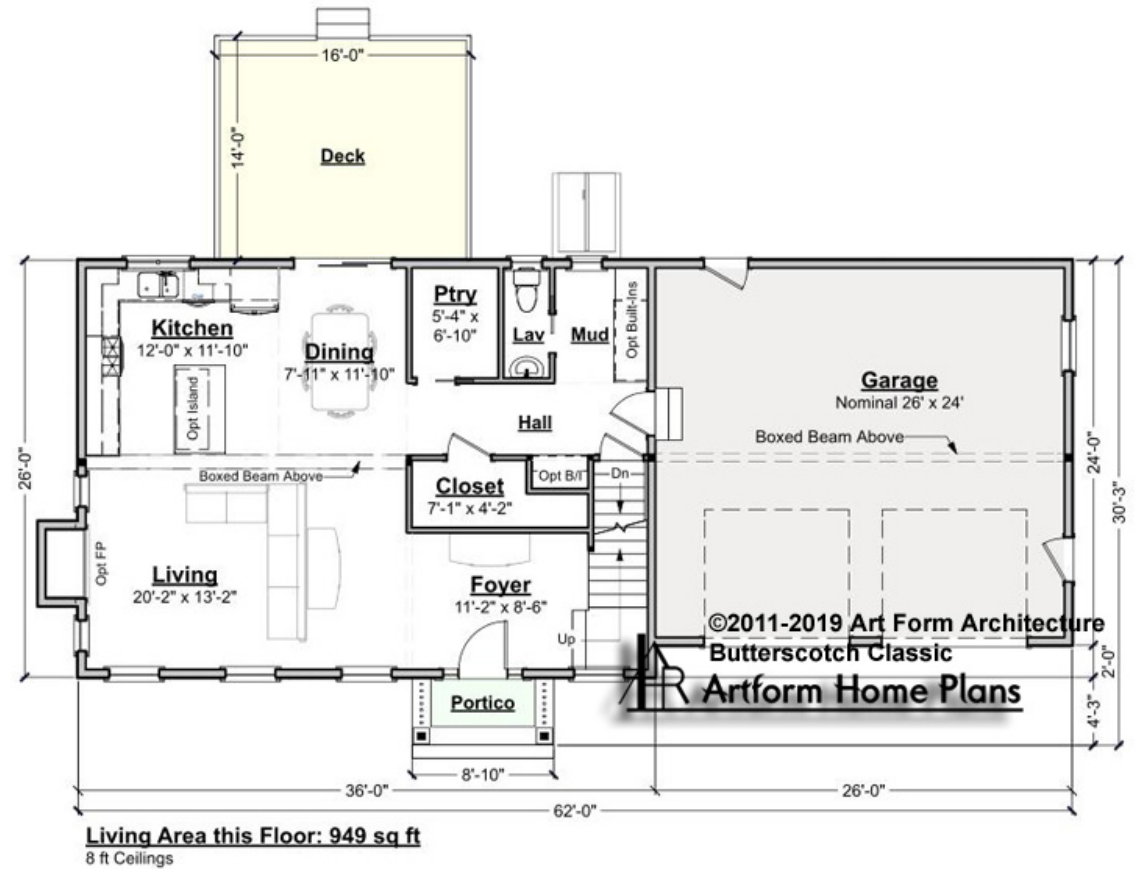 16'-0"
14'-0"
Deck
Ptry
5'-4" x
6'-10"
Lav
Mud
Opt Built-Ins
Kitchen
12'-0" x 11'-10"
Dining
7'-11" x 11'-10"
Opt Island
Garage
Nominal 26' x 24'
Hall
Boxed Beam Above
Boxed Beam Above
26'-0"
24'-0"
30'-3"
Closet
7'-1" x 4'-2"
Opt B/I
Dn
Opt FP
Living
20'-2" x 13'-2"
Foyer
11'-2" x 8'-6"
Up
©2011-2019 Art Form Architecture
Butterscotch Classic
Artform Home Plans
2'-0"
4'-3"
Portico
8'-10"
36'-0"
26'-0"
62'-0"
Living Area this Floor: 949 sq ft
8 ft Ceilings